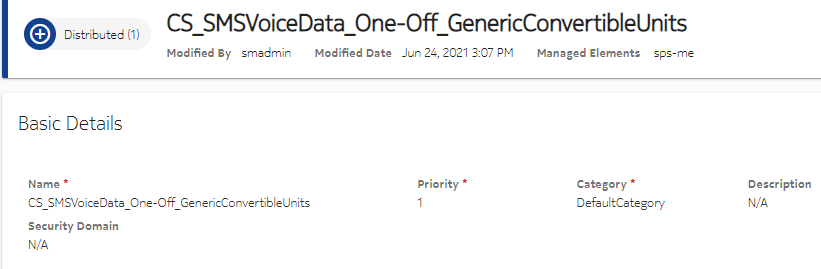 CS_SMSVoiceData_One-Off_GenericConvertibleUnits
Distributed (1)
Modified By smadmin Modified Date Jun 24, 2021 3:07 PM Managed Elements sps-me
Basic Details
Name * Priority * Category * Description
CS_SMSVoiceData_One-Off_GenericConvertibleUnits 1 DefaultCategory N/A
Security Domain
N/A